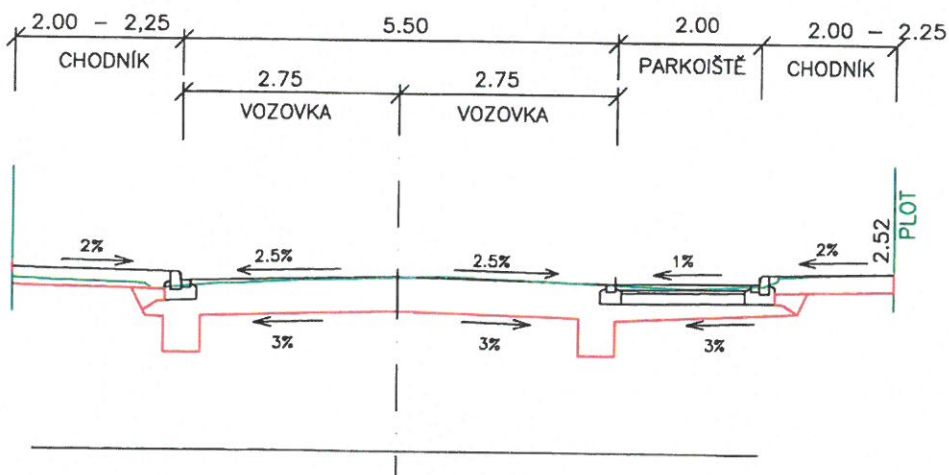 2.00 - 2,25
5.50
2.00
2.00 - 2.25
CHODNÍK
PARKOIŠTĚ
CHODNÍK
2.75
2.75
VOZOVKA
VOZOVKA
2.52
PLOT
2%
2.5%
2.5%
1%
2%
3%
3%
3%